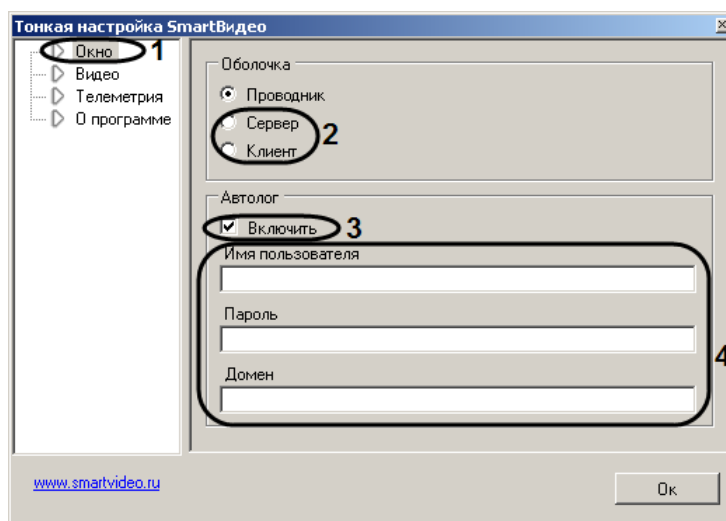 Тонкая настройка SmartВидео
Окно 1
Видео
Телеметрия
О программе
Оболочка
Проводник
Сервер
Клиент
2
Автолог
Включить 3
Имя пользователя
Пароль
Домен
4
www.smartvideo.ru
Ок